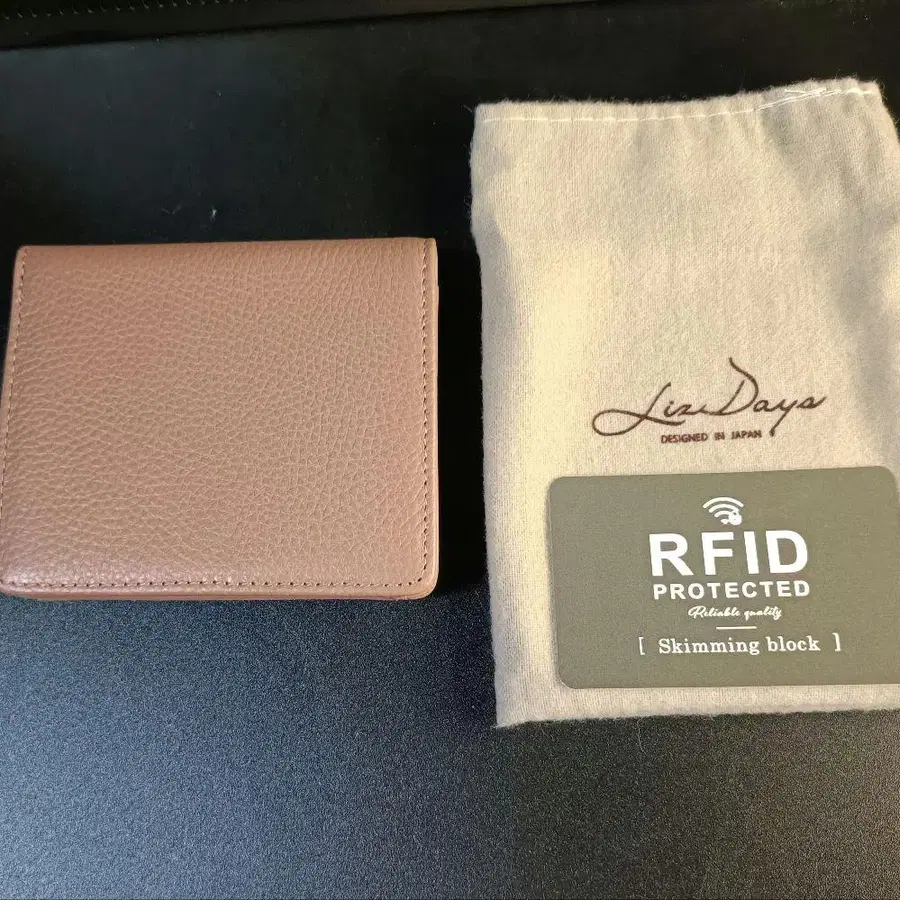 Liz Days
DESIGNED IN JAPAN
RFID
PROTECTED
Reliable quality
[ Skimming block ]